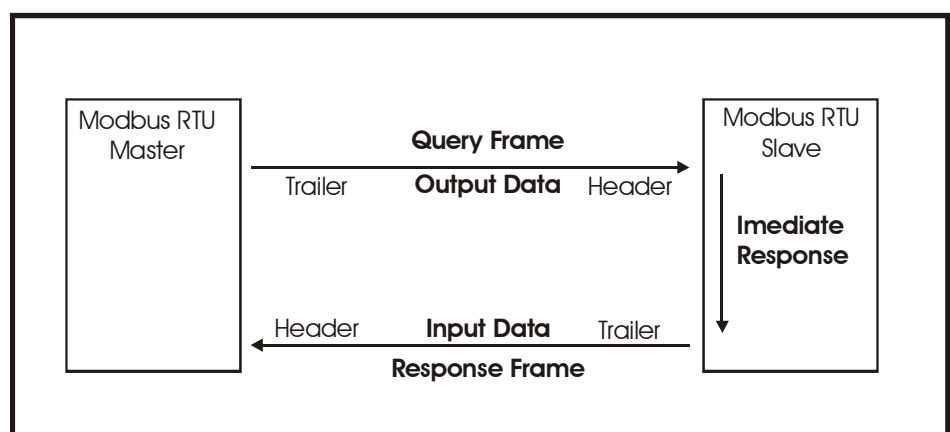 Modbus RTU
Master
Query Frame
Trailer Output Data Header
Modbus RTU
Slave
Imediate
Response
Header Input Data Trailer
Response Frame